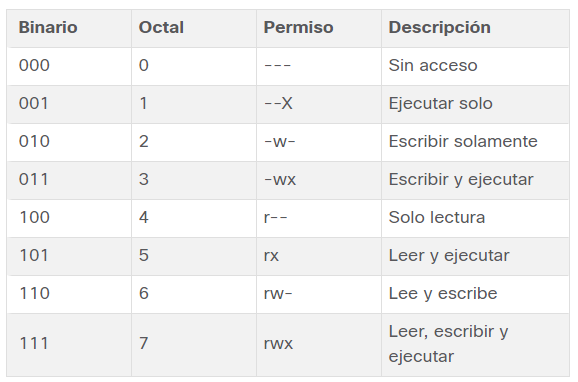 Binario Octal Permiso Descripción
000 0 --- Sin acceso
001 1 --X Ejecutar solo
010 2 -w- Escribir solamente
011 3 -wx Escribir y ejecutar
100 4 r-- Solo lectura
101 5 rx Leer y ejecutar
110 6 rw- Lee y escribe
111 7 rwx Leer, escribir y
ejecutar